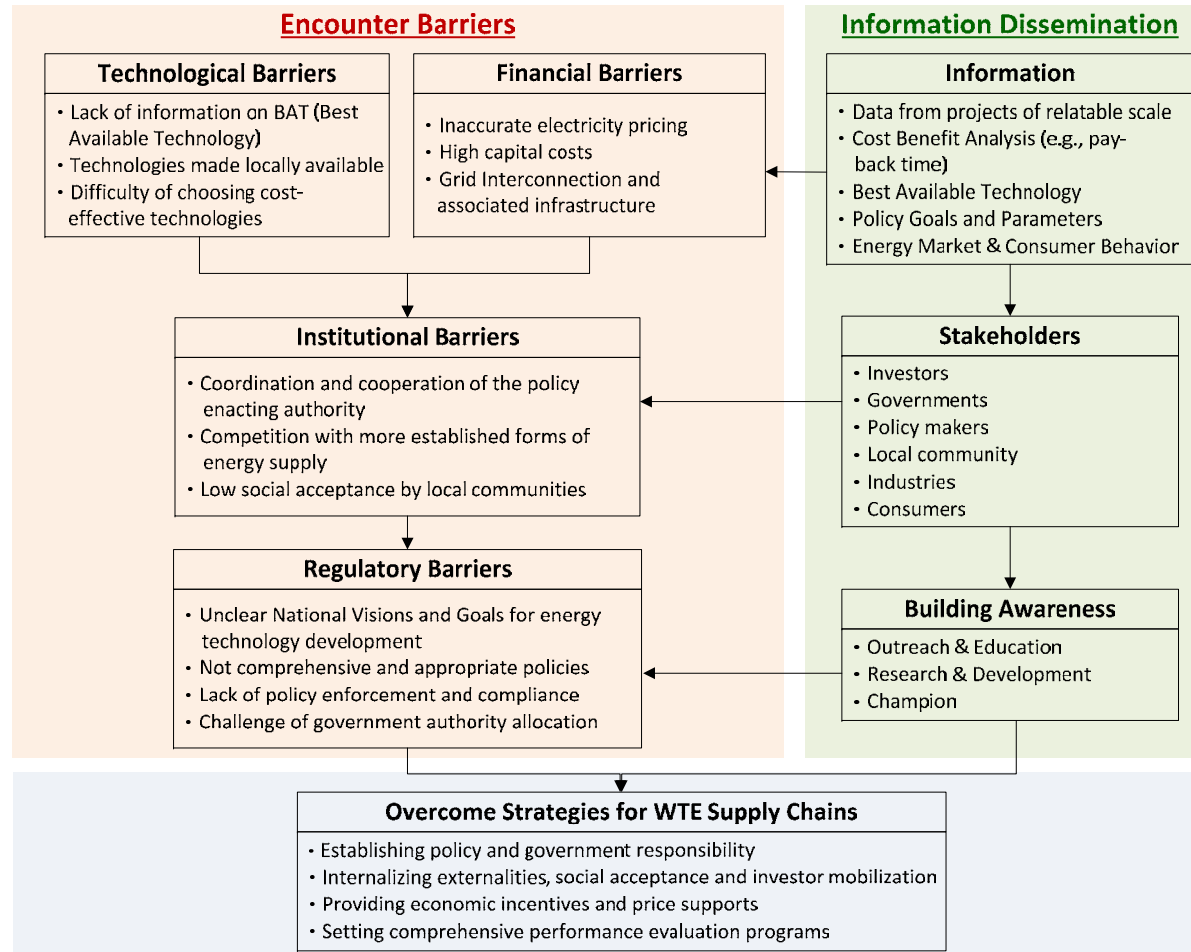 Encounter Barriers
Technological Barriers
• Lack of information on BAT (Best
Available Technology)
• Technologies made locally available
• Difficulty of choosing cost-
effective technologies
Financial Barriers
• Inaccurate electricity pricing
• High capital costs
• Grid Interconnection and
associated infrastructure
Institutional Barriers
• Coordination and cooperation of the policy
enacting authority
• Competition with more established forms of
energy supply
• Low social acceptance by local communities
Regulatory Barriers
• Unclear National Visions and Goals for energy
technology development
• Not comprehensive and appropriate policies
• Lack of policy enforcement and compliance
• Challenge of government authority allocation
Information Dissemination
Information
• Data from projects of relatable scale
• Cost Benefit Analysis (e.g., pay-
back time)
• Best Available Technology
• Policy Goals and Parameters
• Energy Market & Consumer Behavior
Stakeholders
• Investors
• Governments
• Policy makers
• Local community
• Industries
• Consumers
Building Awareness
• Outreach & Education
• Research & Development
• Champion
Overcome Strategies for WTE Supply Chains
• Establishing policy and government responsibility
• Internalizing externalities, social acceptance and investor mobilization
• Providing economic incentives and price supports
• Setting comprehensive performance evaluation programs